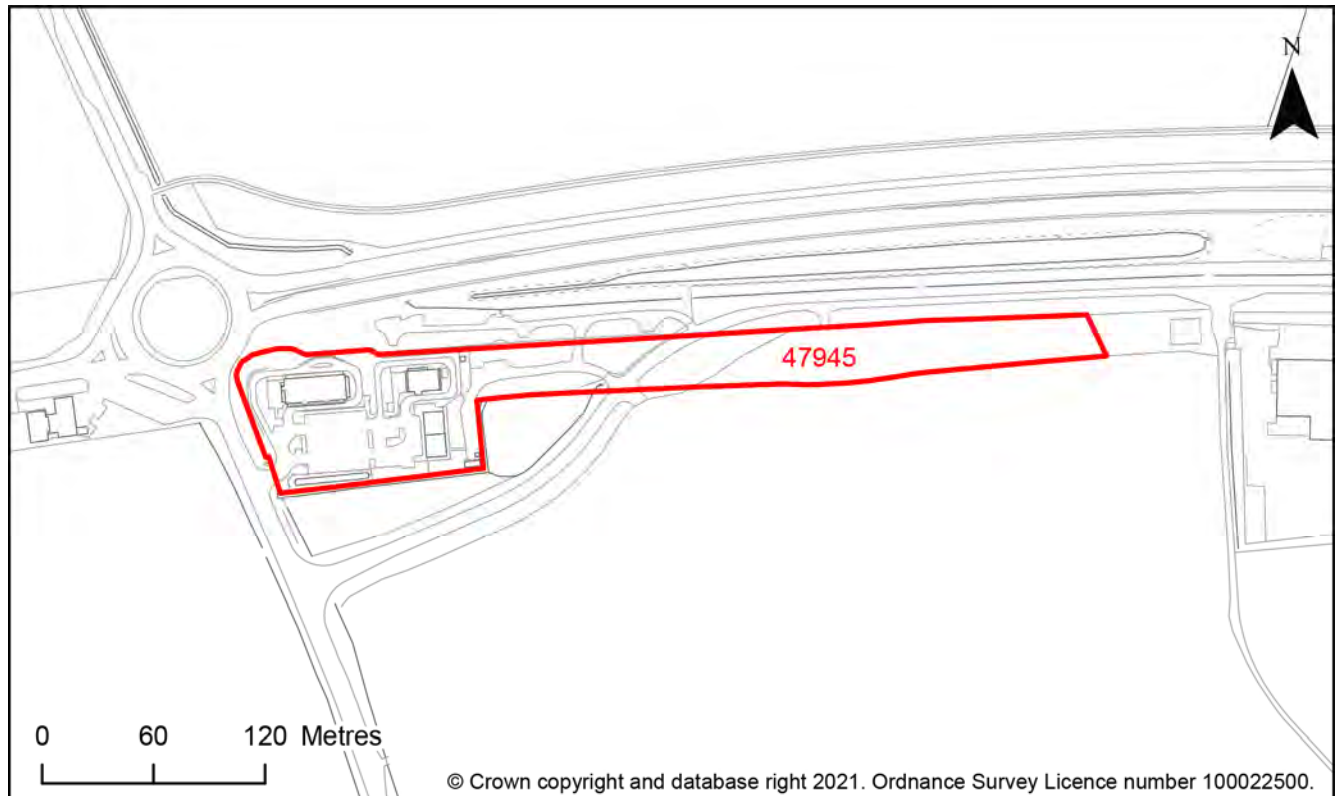 N
47945
0 60 120 Metres
© Crown copyright and database right 2021. Ordnance Survey Licence number 100022500.